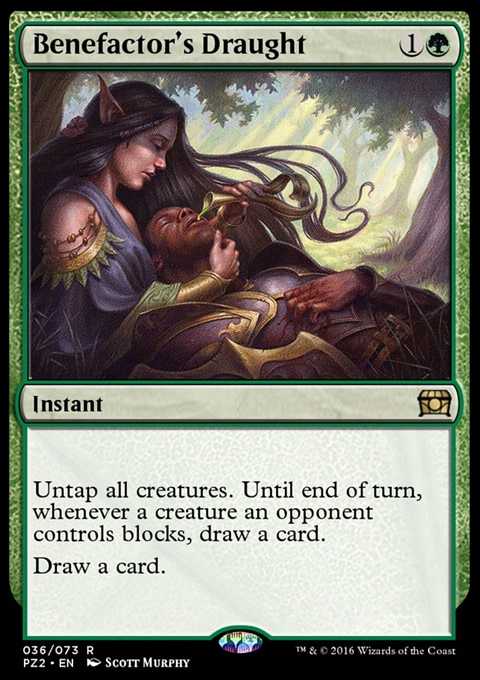 Benefactor's Draught 1
Instant
Untap all creatures. Until end of turn,
whenever a creature an opponent
controls blocks, draw a card.
Draw a card.
036/073 R
PZ2 • EN Scott Murphy
™ & © 2016 Wizards of the Coast